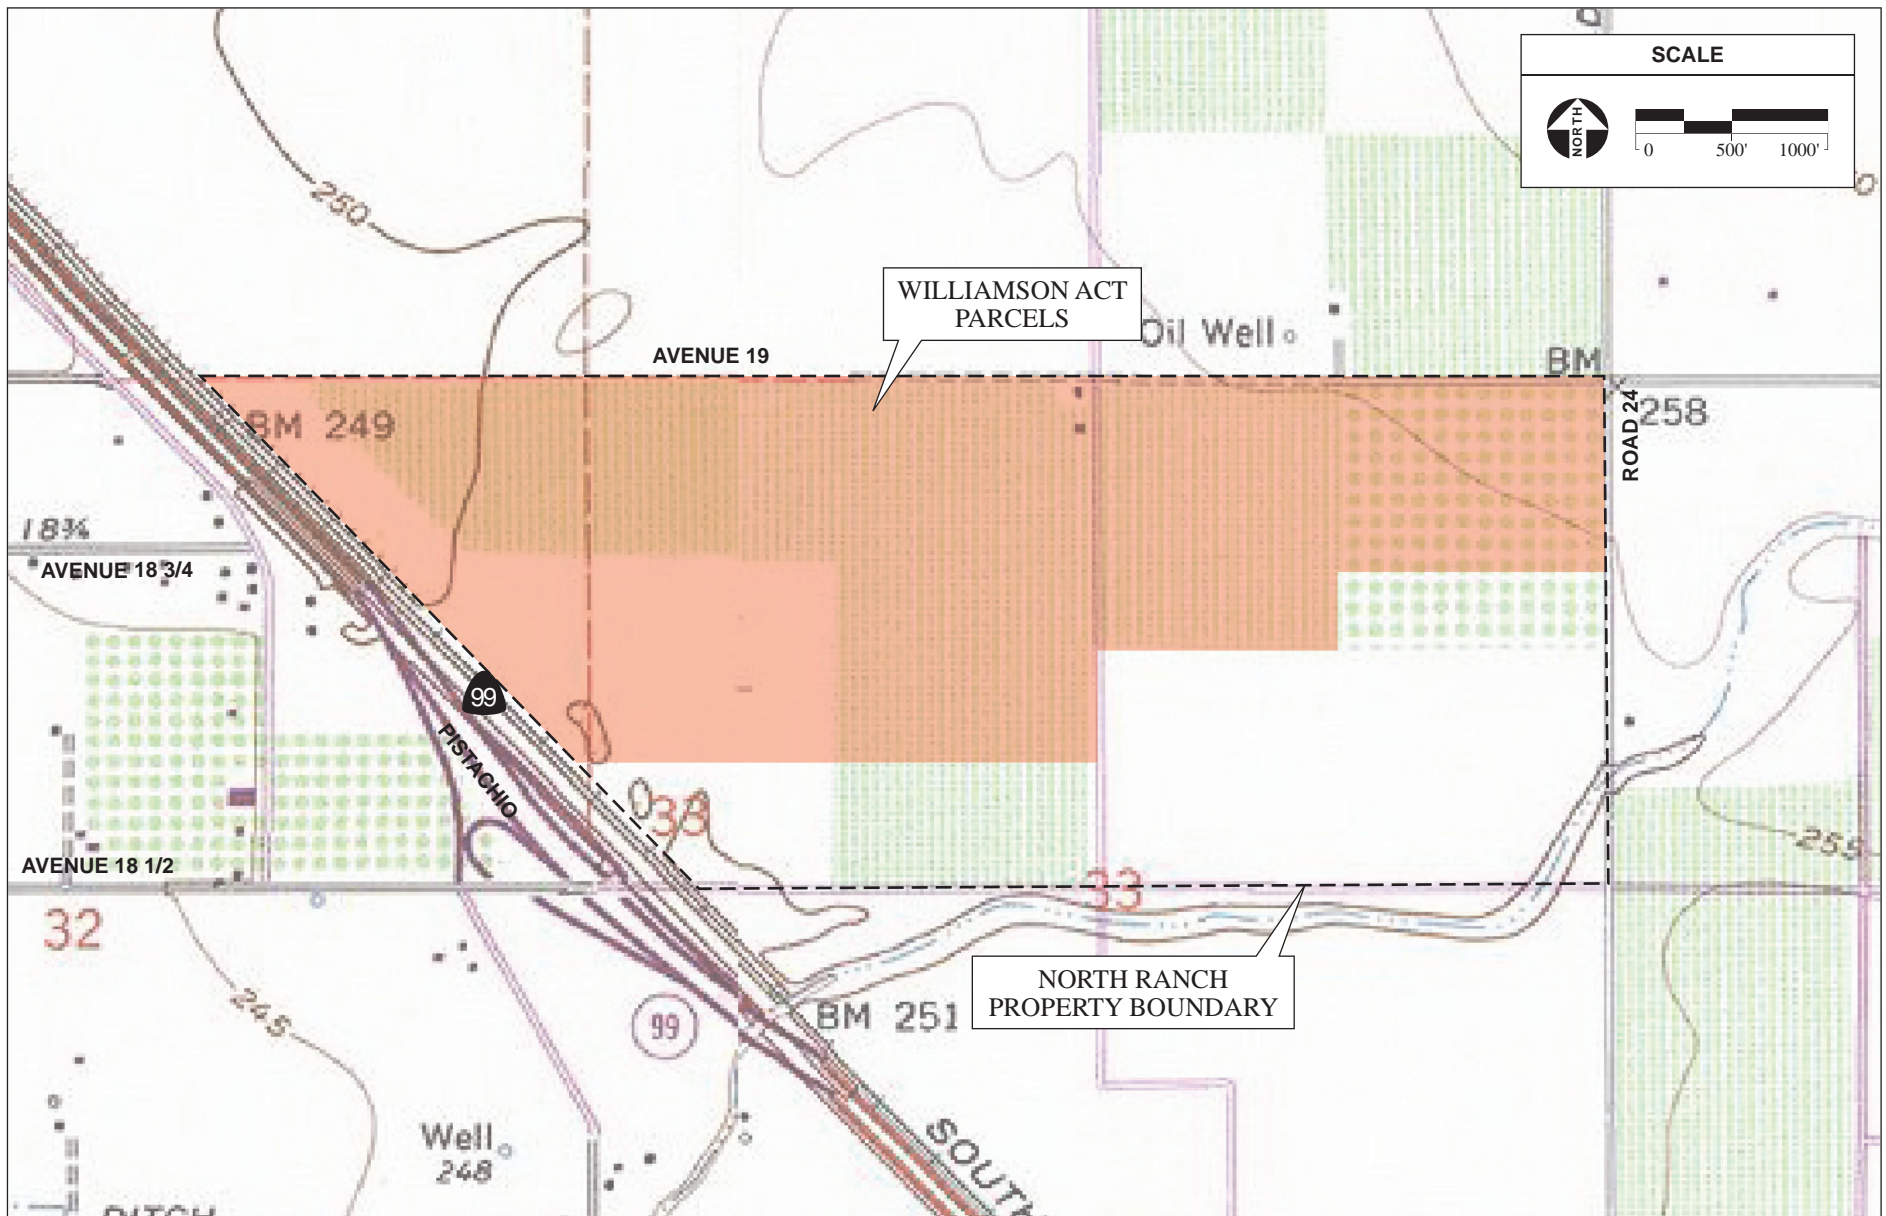 SCALE
NORTH
0 500' 1000'
250
WILLIAMSON ACT
PARCELS
Oil Well
AVENUE 19
BM
258
ROAD 24
BM 249
18¾
AVENUE 18 3/4
99
PISTACHIO
33
AVENUE 18 1/2
255
33
32
NORTH RANCH
PROPERTY BOUNDARY
245
99
BM 251
Well
248
SOUTH
DITCH